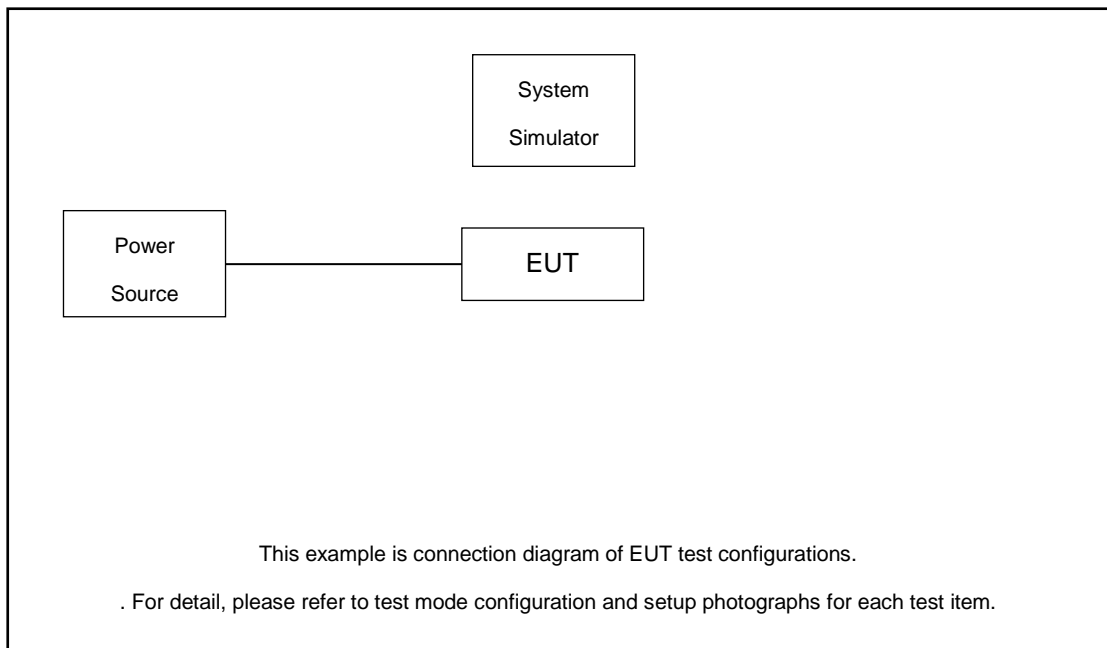 System
Simulator
Power
Source
EUT
This example is connection diagram of EUT test configurations.
. For detail, please refer to test mode configuration and setup photographs for each test item.